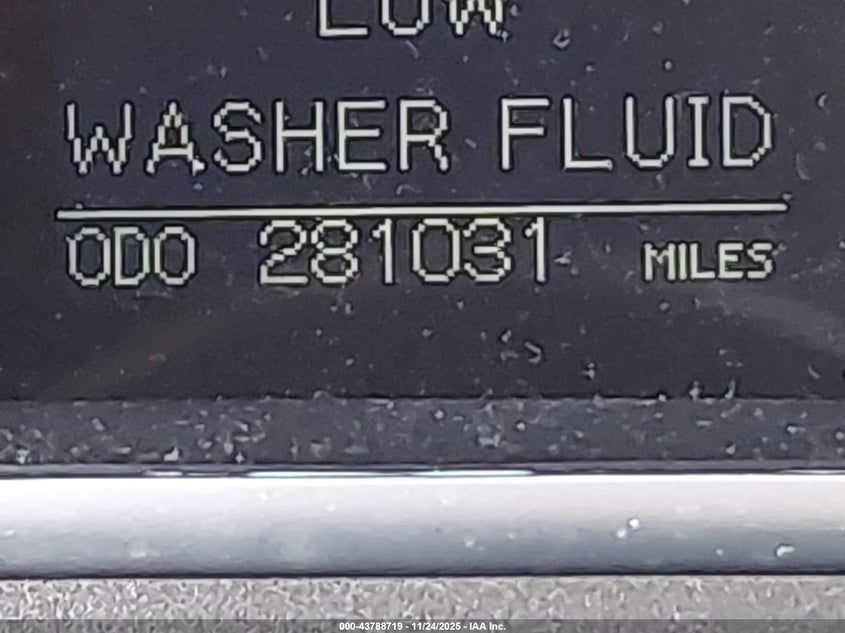 LOW
WASHER FLUID
ODO 281031 MILES
000-43788719 - 11/24/2025 - IAA Inc.